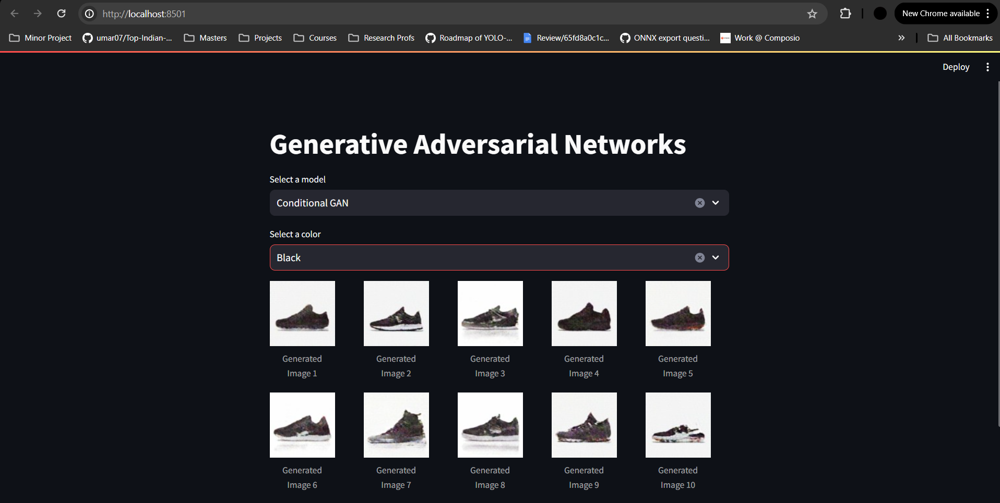 http://localhost:8501
New Chrome available
Minor Project
umar07/Top-Indian-...
Masters
Projects
Courses
Research Profs
Roadmap of YOLO-...
Review/65fd8a0c1c...
ONNX export questi...
Work @ Composio
All Bookmarks
Deploy
Generative Adversarial Networks
Select a model
Conditional GAN
Select a color
Black
Generated
Image 1
Generated
Image 2
Generated
Image 3
Generated
Image 4
Generated
Image 5
Generated
Image 6
Generated
Image 7
Generated
Image 8
Generated
Image 9
Generated
Image 10